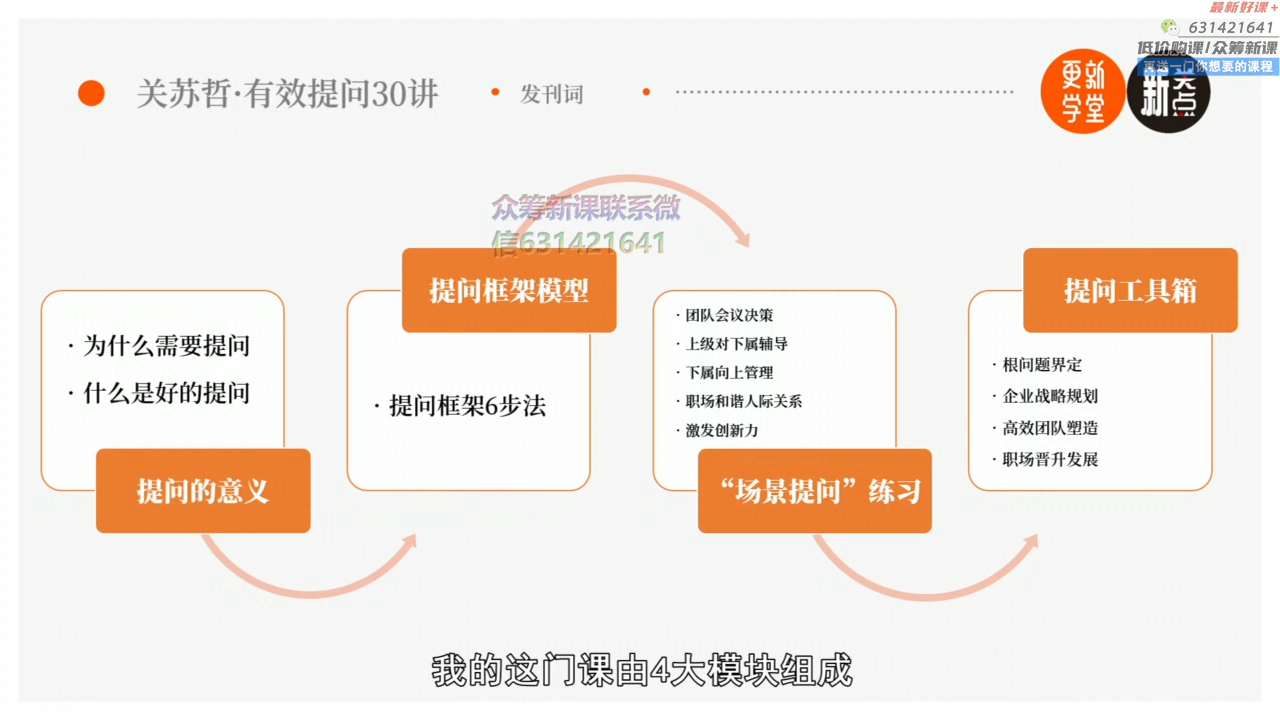 最新好课+
631421641
低价购课/众筹新课
再送一门你想要的课程
关苏哲·有效提问30讲
• 发刊词
更新学堂
新关点
众筹新课联系微
信631421641
· 为什么需要提问
· 什么是好的提问
提问的意义
提问框架模型
· 提问框架6步法
· 团队会议决策
· 上级对下属辅导
· 下属向上管理
· 职场和谐人际关系
· 激发创新力
“场景提问”练习
提问工具箱
· 根问题界定
· 企业战略规划
· 高效团队塑造
· 职场晋升发展
我的这门课由4大模块组成